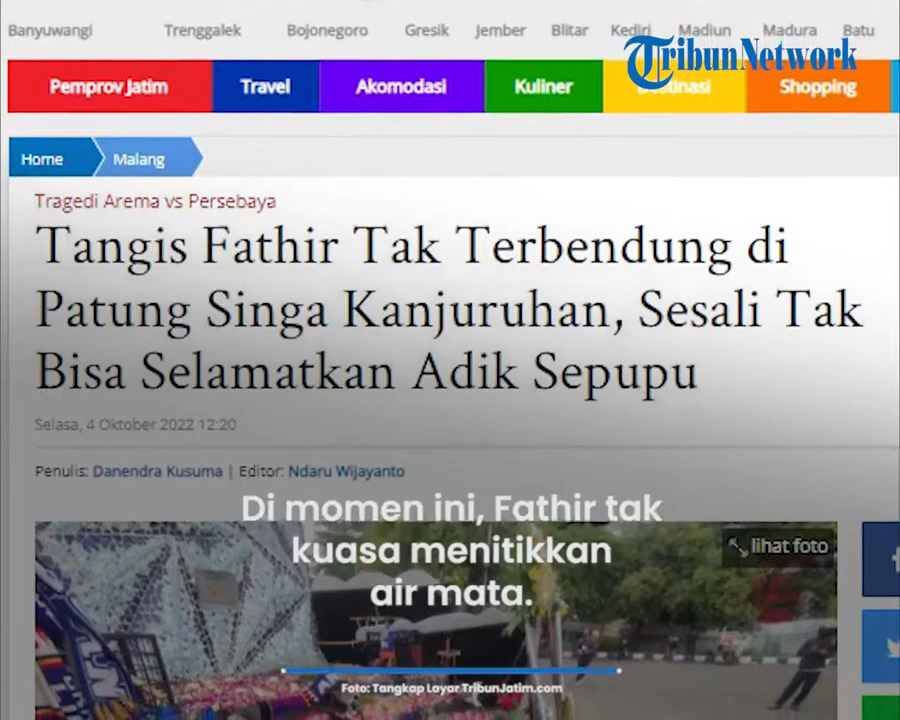 Banyuwangi Trenggalek Bojonegoro Gresik Jember Blitar Kediri Madiun Madura Batu
TribunNetwork
Pemprov Jatim Travel Akomodasi Kuliner Destinasi Shopping
Home Malang
Tragedi Arema vs Persebaya
Tangis Fathir Tak Terbendung di
Patung Singa Kanjuruhan, Sesali Tak
Bisa Selamatkan Adik Sepupu
Selasa, 4 Oktober 2022 12:20
Penulis: Danendra Kusuma | Editor: Ndaru Wijayanto
Di momen ini, Fathir tak
kuasa menitikkan
air mata.
lihat foto
Foto: Tangkap Layar TribunJatim.com